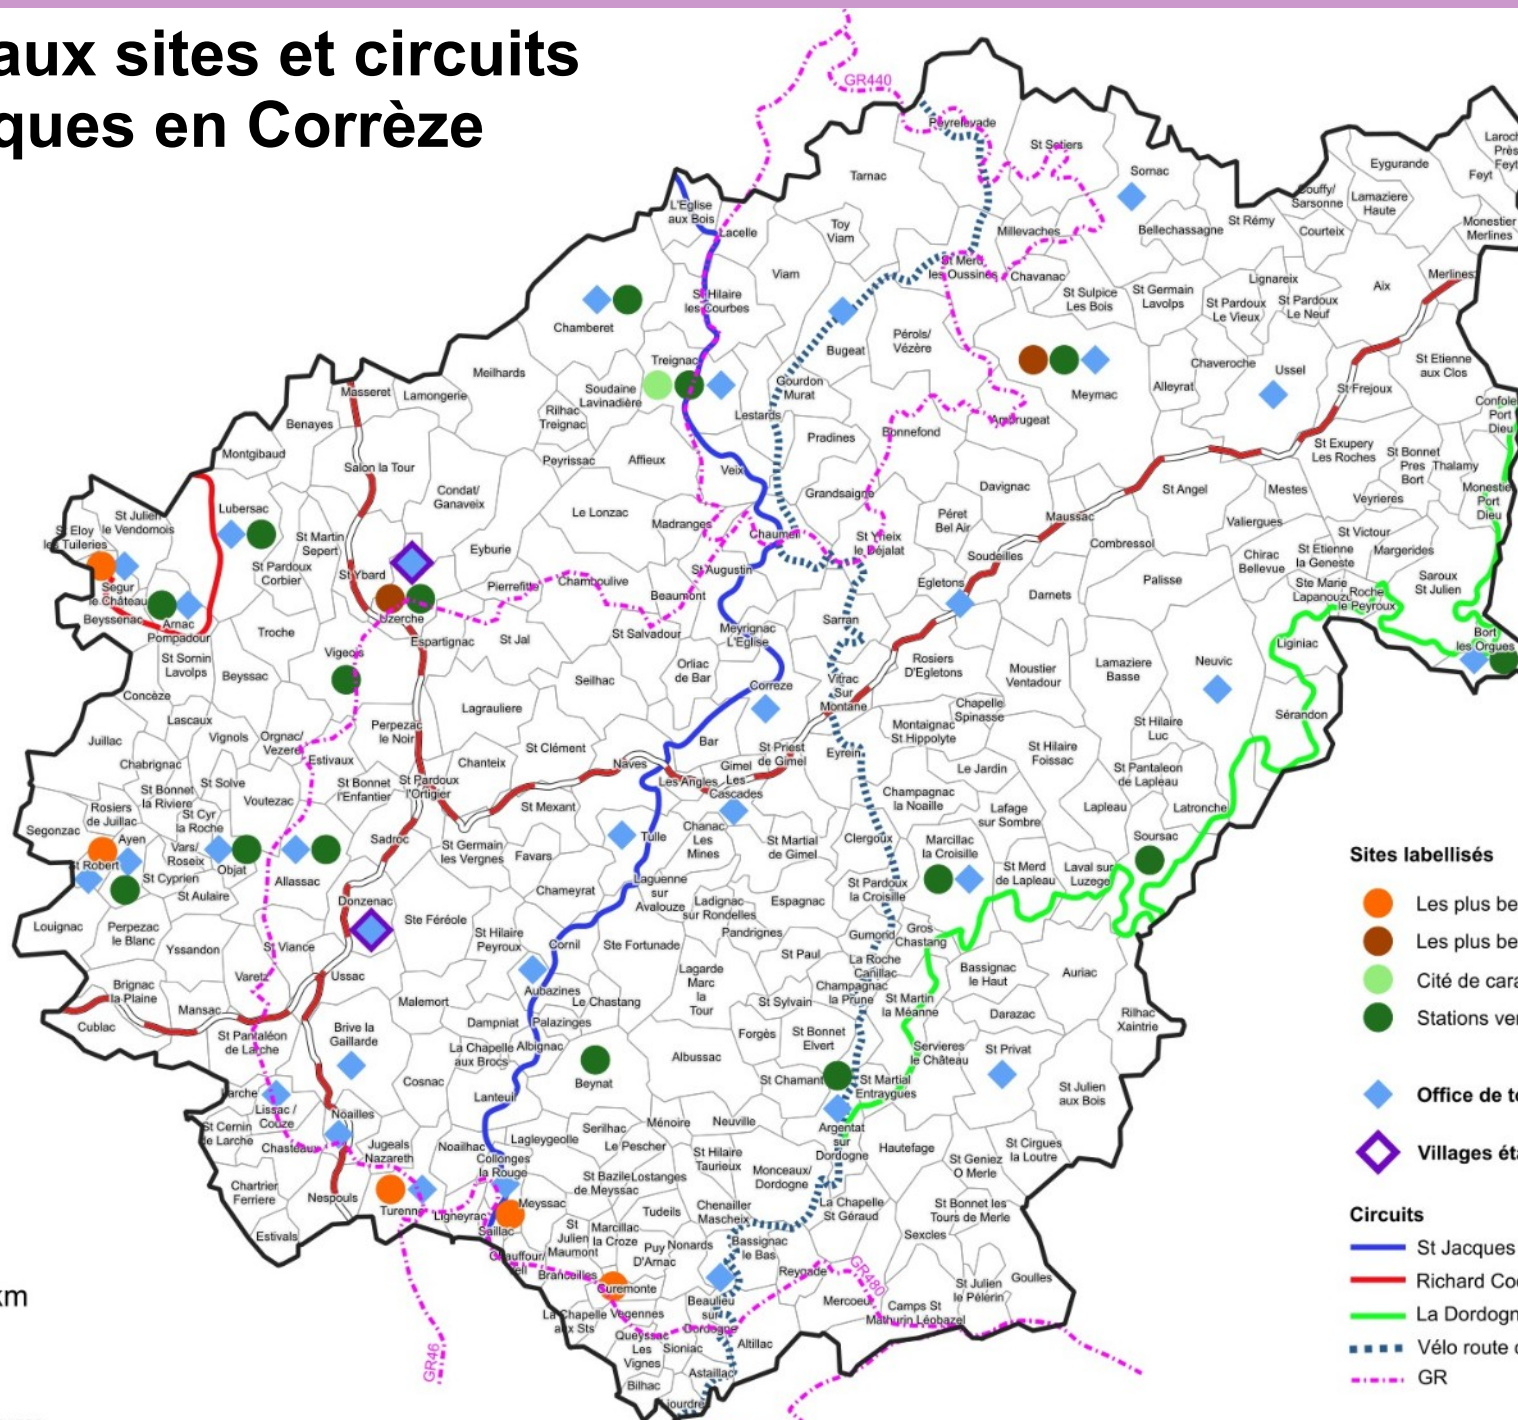 aux sites et circuits
ques en Corrèze
GR440
Peyrelevade
St Setiers
Tarnac
Sornac
Eygurande
Feyt
Couffy/
Sarsonne
Lamaziere
Haute
L'Eglise
aux Bois
Lacelle
Toy
Viam
Millevaches
Bellechassagne
St Rémy
Courteix
Monestier
Merlines
Viam
St Merd
les Oussines
Chavanac
St Sulpice
Les Bois
St Germain
Lavolps
Lignareix
St Pardoux
Le Vieux
St Pardoux
Le Neuf
Aix
Merlines
St Hilaire
les Courbes
Chamberet
Bugeat
Pérols/
Vézère
Treignac
Soudaine
Lavinadière
Meilhards
Gourdon
Murat
Meymac
Alleyrat
Chaveroche
Ussel
St Etienne
aux Clos
St Frejoux
Masseret
Lamongerie
Benayes
Rilhac
Treignac
Lestards
Pradines
Bonnefond
Ambrugeat
Port
Dieu
Montgibaud
Salon la Tour
Peyrissac
Affieux
Veix
St Exupery
Les Roches
St Bonnet
Pres
Bort
Thalamy
Condat/
Ganaveix
Le Lonzac
Madranges
Grandsaigne
Davignac
St Angel
Mestes
Veyrieres
Port
Dieu
Lubersac
St Julien
le Vendomois
St Eloy
les Tuileries
St Martin
Sepert
Eyburie
Chaumeil
St Yrieix
le Déjalat
Péret
Bel Air
Maussac
Combressol
Valiergues
St Victour
Margerides
Segur
le Château
Beyssenac
Arnac
Pompadour
St Pardoux
Corbier
St Ybard
Uzerche
Pierrefitte
Chamboulive
St Augustin
Beaumont
Soudeilles
Egletons
Darnets
Palisse
Chirac
Bellevue
St Etienne
la Geneste
Ste Marie
Lapanouze
Roche
le Peyroux
Saroux
St Julien
Bort
les Orgues
Troche
Espartignac
St Jal
St Salvadour
Meyrignac
L'Eglise
Sarran
Liginiac
St Sornin
Lavolps
Vigeois
Beyssac
Concèze
Seilhac
Orliac
de Bar
Correze
Vitrac
Sur
Montane
Rosiers
D'Egletons
Moustier
Ventadour
Lamaziere
Basse
Neuvic
Sérandon
Lascaux
Vignols
Orgnac/
Vezere
Perpezac
le Noir
Lagrauliere
Juillac
Chabrignac
Estivaux
St Clément
Naves
Bar
St Priest
de Gimel
Eyrein
Montaignac
St Hippolyte
Chapelle
Spinasse
St Hilaire
Luc
St Hilaire
Foissac
Le Jardin
St Pantaleon
de Lapleau
St Solve
St Bonnet
la Riviere
Voutezac
St Bonnet
l'Enfantier
St Pardoux
l'Ortigier
Chanteix
Les Angles
Gimel
Les
Cascades
Champagnac
la Noaille
Lafage
sur Sombre
Lapleau
Latronche
Rosiers
de Juillac
St Cyr
la Roche
St Mexant
Segonzac
Ayen
St Robert
Vars/
Roseix
Objat
Sadroc
St Germain
les Vergnes
Favars
Tulle
Chanac
Les
Mines
St Martial
de Gimel
Clergoux
Marcillac
la Croisille
St Merd
de Lapleau
Laval sur
Luzege
Soursac
St Cyprien
St Aulaire
Allassac
Chameyrat
Laguenne
sur
Avalouze
St Pardoux
la Croisille
Louignac
Perpezac
le Blanc
Donzenac
Ste Féréole
Ladignac
sur Rondelles
Espagnac
Yssandon
St Viance
St Hilaire
Peyroux
Cornil
Ste Fortunade
Pandrignes
Gumond
Gros
Chastang
Varetz
Ussac
Aubazines
St Paul
La Roche
Canillac
Bassignac
le Haut
Auriac
Brignac
la Plaine
Cublac
Mansac
Malemort
Le Chastang
Lagarde
Marc
la
Tour
St Sylvain
Champagnac
la Prune
St Martin
la Méanne
Darazac
Rilhac
Xaintrie
St Pantaléon
de Larche
Brive la
Gaillarde
Dampniat
Palazinges
Albignac
La Chapelle
aux Brocs
Forgès
St Bonnet
Elvert
Servieres
le Château
St Privat
Albussac
Beynat
Cosnac
St Chamant
St Martial
Entraygues
St Julien
aux Bois
Larche
Lissac /
Couze
Lanteuil
Argentat
sur
Dordogne
Noailles
St Cernin
de Larche
Chasteaux
Jugeals
Nazareth
Noailhac
Lagleygeolle
Serilhac
Ménoire
Neuville
Le Pescher
Hautefage
St Cirgues
la Loutre
Collonges
la Rouge
St Hilaire
Taurieux
Monceaux/
Dordogne
St Geniez
O Merle
Chartrier
Ferriere
Nespouls
Turenne
Ligneyrac
Meyssac
St Bazile
de Meyssac
Lostanges
Chenailler
Mascheix
La Chapelle
St Géraud
St Bonnet les
Tours de Merle
Saillac
Tudeils
Estivals
St
Julien
Maumont
Marcillac
la Croze
Puy
D'Arnac
Nonards
Bassignac
le Bas
Sexcles
Branceilles
Curemonte
Reygade
GR480
Goulles
St Julien
le Pélerin
Beaulieu
sur
Dordogne
Mercoeur
Camps St
Mathurin Léobazel
La Chapelle
aux Sts
Végennes
Queyssac
Les
Vignes
Sioniac
Altillac
Astaillac
Bilhac
GR46
km
Sites labellisés
Les plus be
Les plus be
Cité de cara
Stations ver
Office de to
Villages éta
Circuits
St Jacques
Richard Coe
La Dordogn
Vélo route d
GR